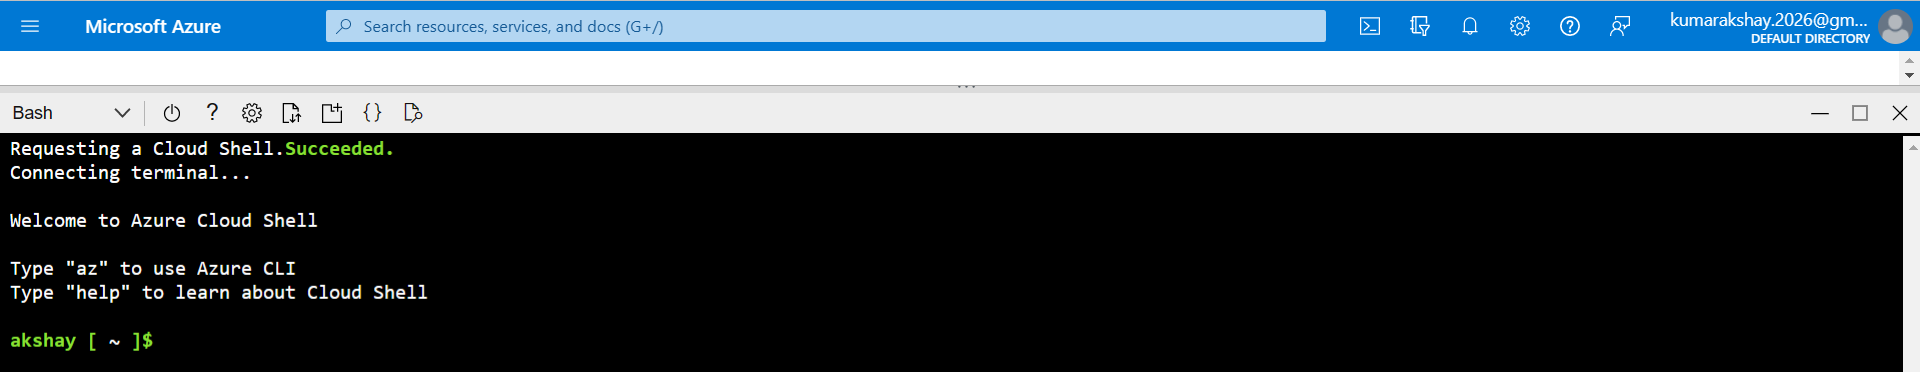 Microsoft Azure
Search resources, services, and docs (G+/)
kumarakshay.2026@gm...
DEFAULT DIRECTORY
Bash
Requesting a Cloud Shell.Succeeded.
Connecting terminal...
Welcome to Azure Cloud Shell
Type "az" to use Azure CLI
Type "help" to learn about Cloud Shell
akshay [ ~ ]$